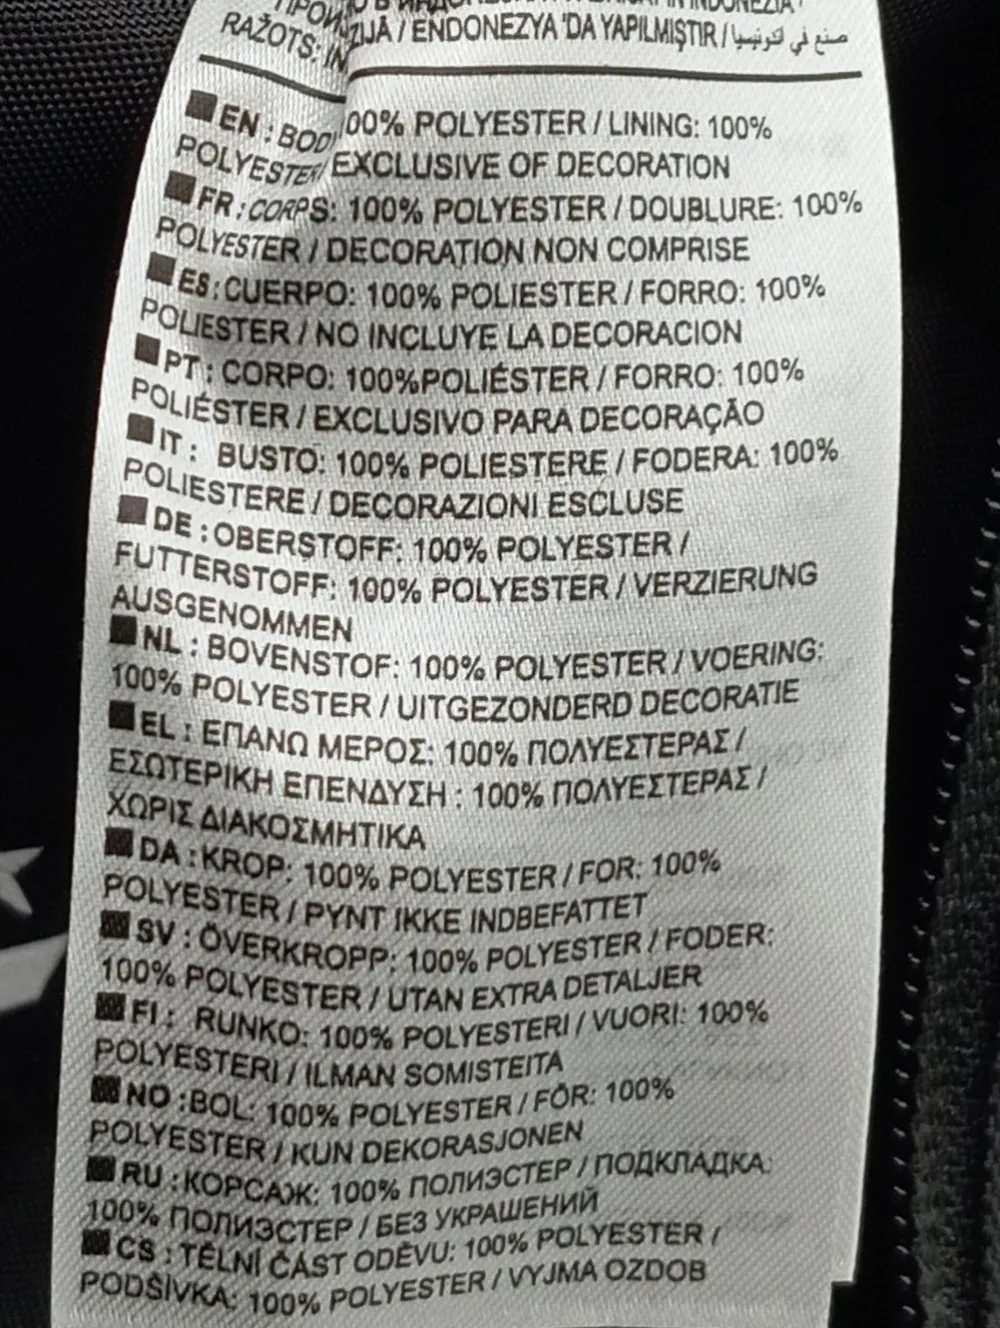 RAŽOTS: ZIJĀ / ENDONEZYA 'DA YAPILMIŞTIR / صنع في اندونيسيا
EN : BOD 00% POLYESTER / LINING: 100%
POLYESTER/ EXCLUSIVE OF DECORATION
FR : CORPS: 100% POLYESTER / DOUBLURE: 100%
POLYESTER / DECORATION NON COMPRISE
ES : CUERPO: 100% POLIESTER / FORRO: 100%
POLIESTER / NO INCLUYE LA DECORACION
PT : CORPO: 100%POLIÉSTER / FORRO: 100%
POLIÉSTER / EXCLUSIVO PARA DECORAÇÃO
IT : BUSTO: 100% POLIESTERE / FODERA: 100%
POLIESTERE / DECORAZIONI ESCLUSE
DE : OBERSTOFF: 100% POLYESTER /
FUTTERSTOFF: 100% POLYESTER / VERZIERUNG
AUSGENOMMEN
NL : BOVENSTOF: 100% POLYESTER / VOERING:
100% POLYESTER / UITGEZONDERD DECORATIE
EL : ΕΠΑΝΩ ΜΕΡΟΣ: 100% ΠΟΛΥΕΣΤΕΡΑΣ /
ΕΣΩΤΕΡΙΚΗ ΕΠΕΝΔΥΣΗ : 100% ΠΟΛΥΕΣΤΕΡΑΣ /
ΧΩΡΙΣ ΔΙΑΚΟΣΜΗΤΙΚΑ
DA : KROP: 100% POLYESTER / FOR: 100%
POLYESTER / PYNT IKKE INDBEFATTET
SV : ÖVERKROPP: 100% POLYESTER / FODER:
100% POLYESTER / UTAN EXTRA DETALJER
FI : RUNKO: 100% POLYESTERI / VUORI: 100%
POLYESTERI / ILMAN SOMISTEITA
NO : BOL: 100% POLYESTER / FÔR: 100%
POLYESTER / KUN DEKORASJONEN
RU : КОРСАЖ: 100% ПОЛИЭСТЕР / ПОДКЛАДКА:
100% ПОЛИЭСТЕР / БЕЗ УКРАШЕНИЙ
CS : TĚLNÍ ČÁST ODĚVU: 100% POLYESTER /
PODŠÍVKA: 100% POLYESTER / VYJMA OZDOB